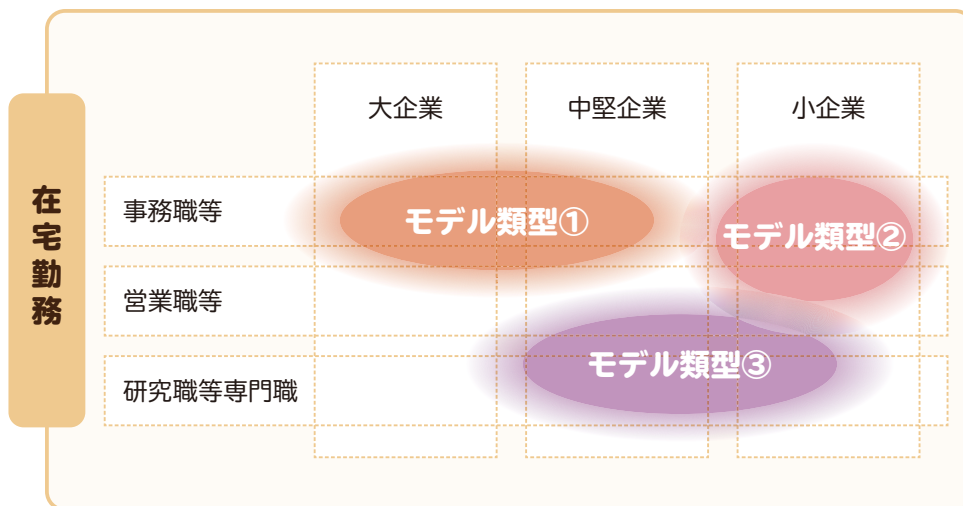 在宅勤務
大企業
中堅企業
小企業
事務職等
モデル類型①
モデル類型②
営業職等
モデル類型③
研究職等専門職